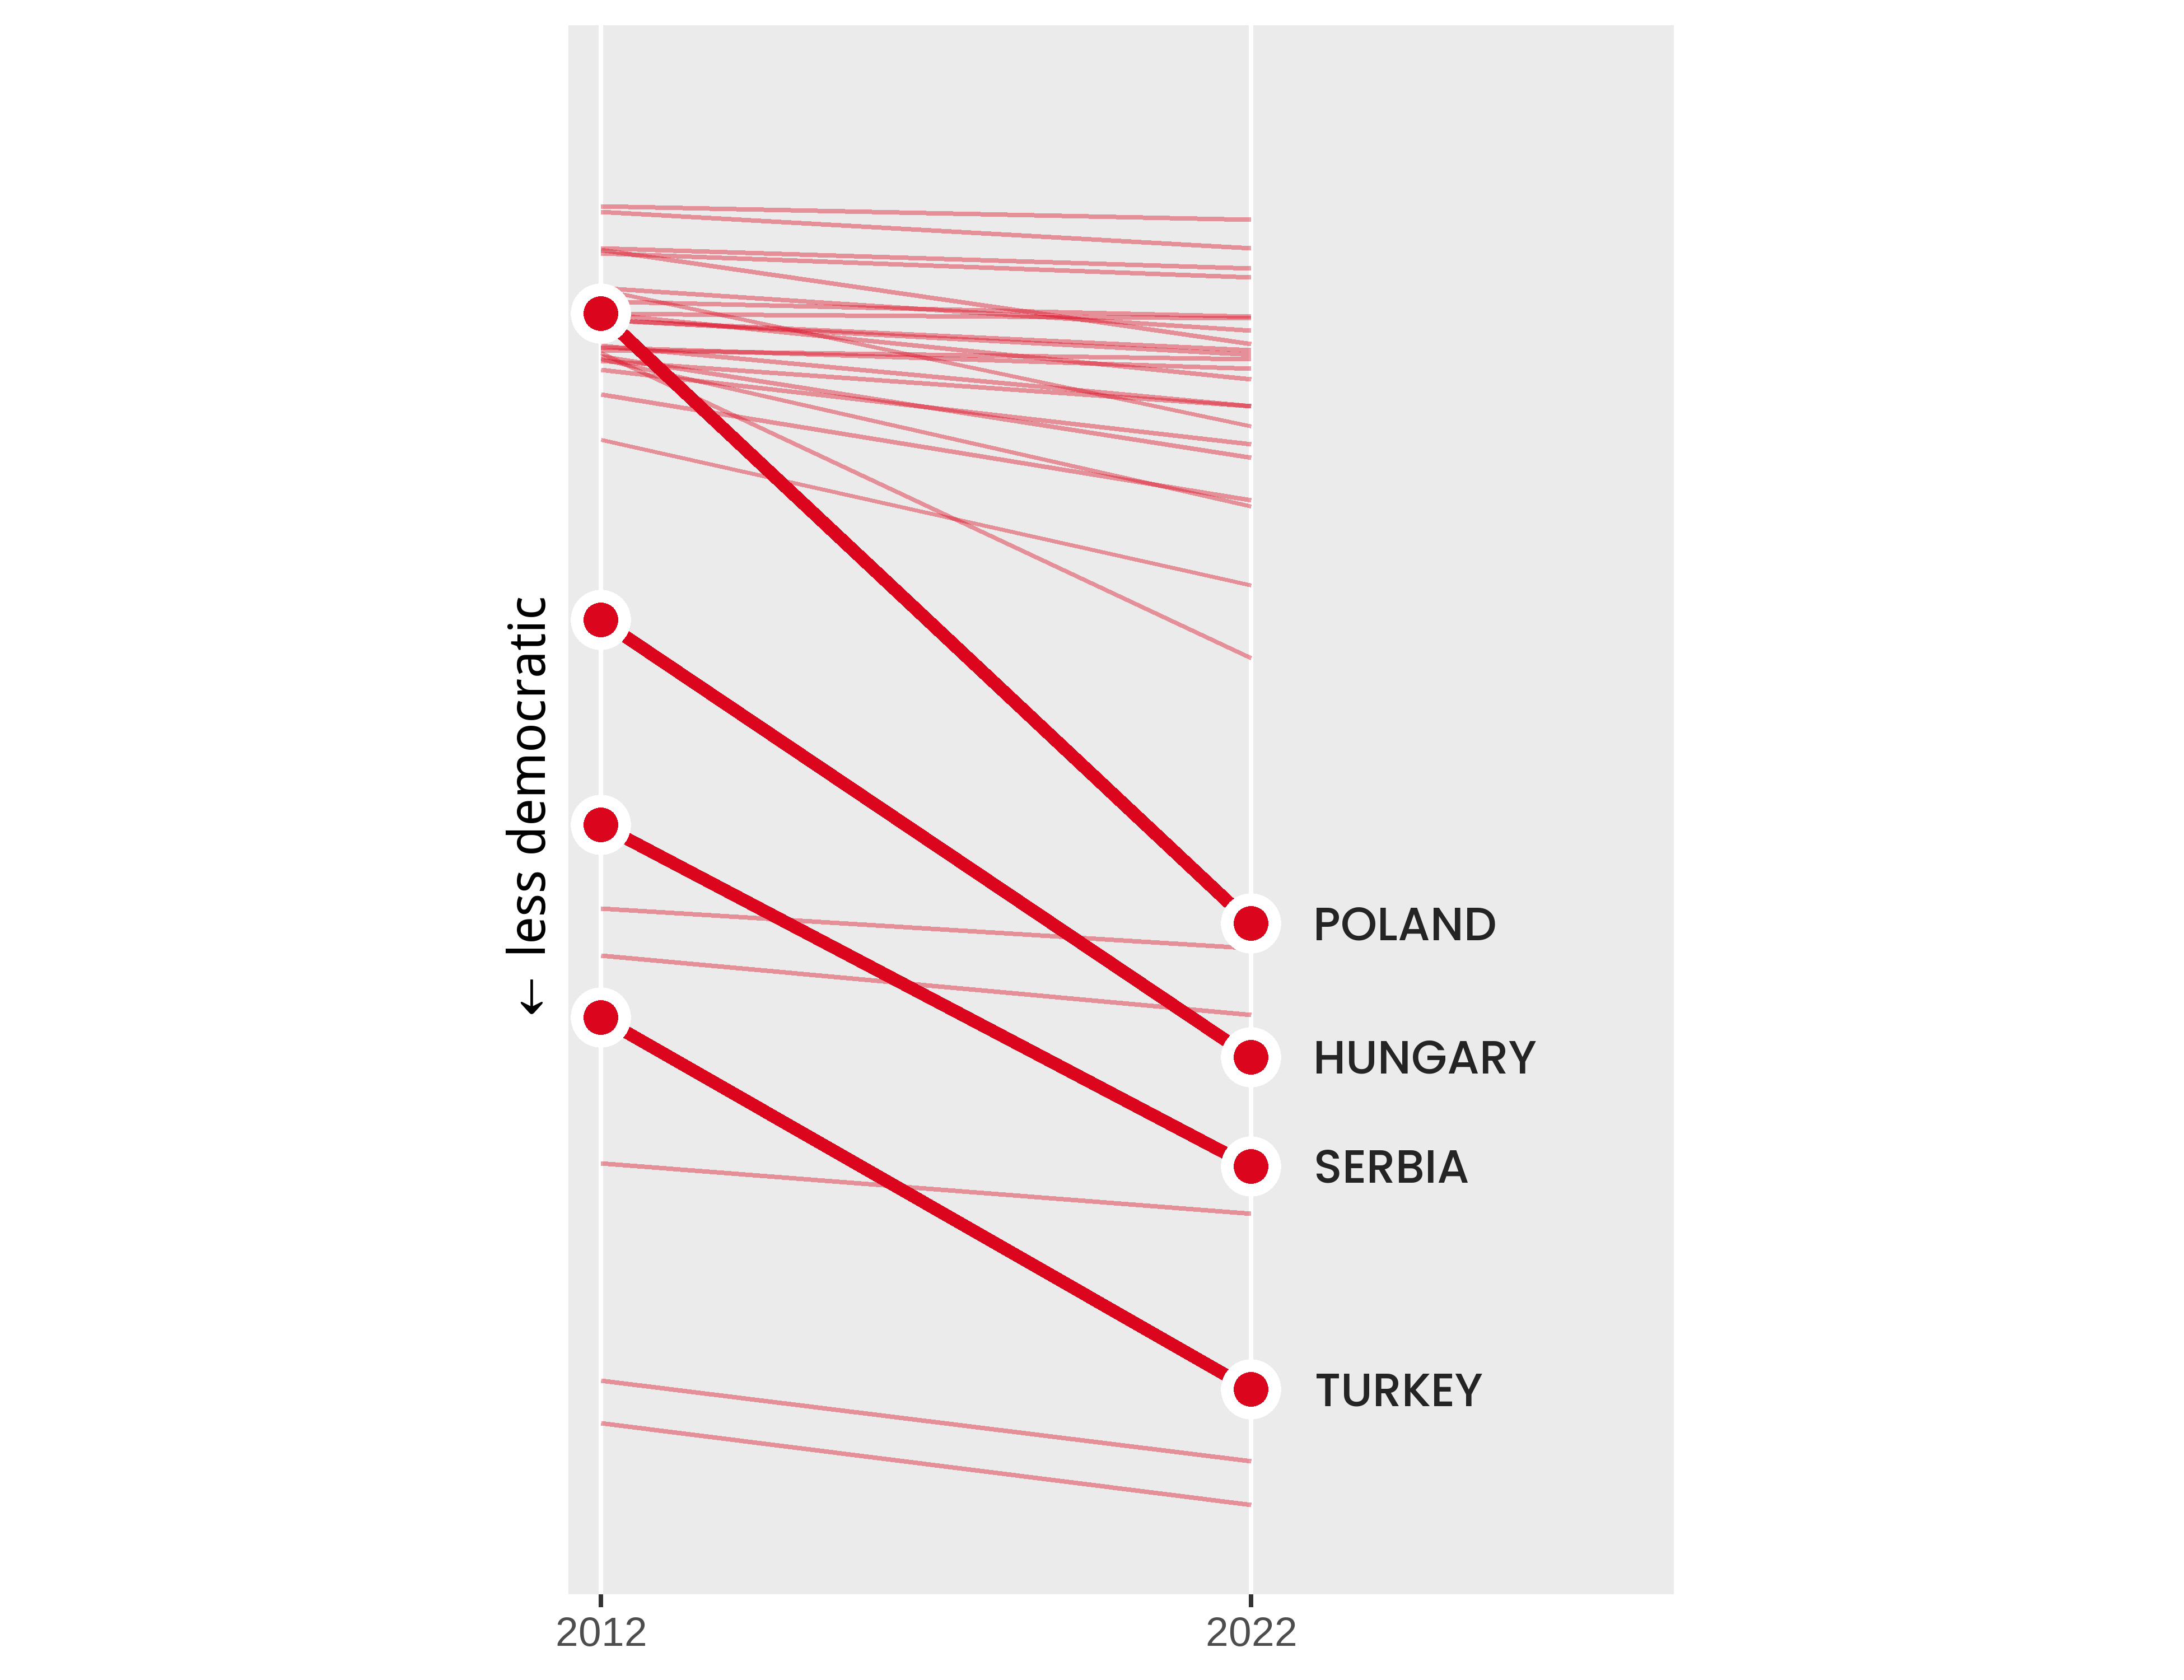 ← less democratic
POLAND
HUNGARY
SERBIA
TURKEY
2012
2022